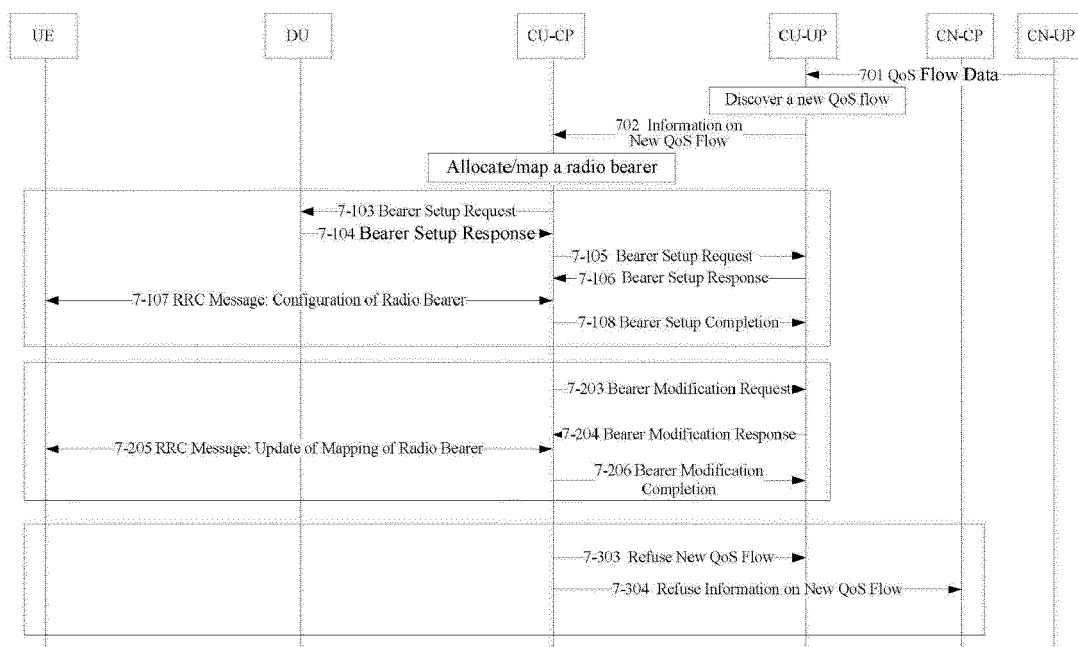 UE
DU
CU-CP
CU-UP
CN-CP
CN-UP
701 QoS Flow Data
Discover a new QoS flow
702 Information on
New QoS Flow
Allocate/map a radio bearer
7-103 Bearer Setup Request
7-104 Bearer Setup Response
7-105 Bearer Setup Request
7-106 Bearer Setup Response
7-107 RRC Message: Configuration of Radio Bearer
7-108 Bearer Setup Completion
7-203 Bearer Modification Request
7-204 Bearer Modification Response
7-205 RRC Message: Update of Mapping of Radio Bearer
7-206 Bearer Modification
Completion
7-303 Refuse New QoS Flow
7-304 Refuse Information on New QoS Flow